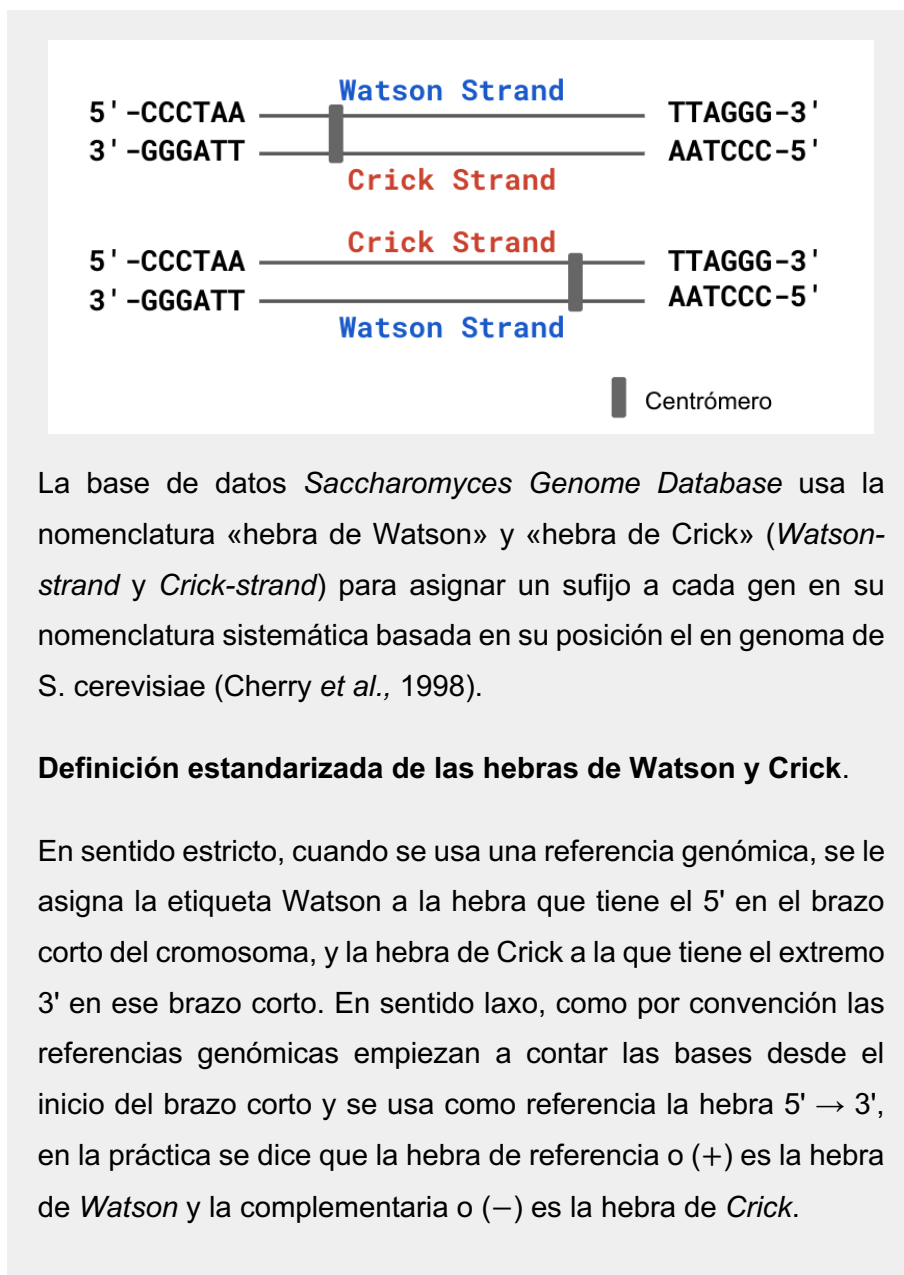 Watson Strand
5'-CCCTAA TTAGGG-3'
3'-GGGATT AATCCC-5'
Crick Strand
Crick Strand
5'-CCCTAA TTAGGG-3'
3'-GGGATT AATCCC-5'
Watson Strand
Centrómero
La base de datos Saccharomyces Genome Database usa la
nomenclatura «hebra de Watson» y «hebra de Crick» (Watson-
strand y Crick-strand) para asignar un sufijo a cada gen en su
nomenclatura sistemática basada en su posición el en genoma de
S. cerevisiae (Cherry et al., 1998).
Definición estandarizada de las hebras de Watson y Crick.
En sentido estricto, cuando se usa una referencia genómica, se le
asigna la etiqueta Watson a la hebra que tiene el 5' en el brazo
corto del cromosoma, y la hebra de Crick a la que tiene el extremo
3' en ese brazo corto. En sentido laxo, como por convención las
referencias genómicas empiezan a contar las bases desde el
inicio del brazo corto y se usa como referencia la hebra 5' → 3',
en la práctica se dice que la hebra de referencia o (+) es la hebra
de Watson y la complementaria o (−) es la hebra de Crick.